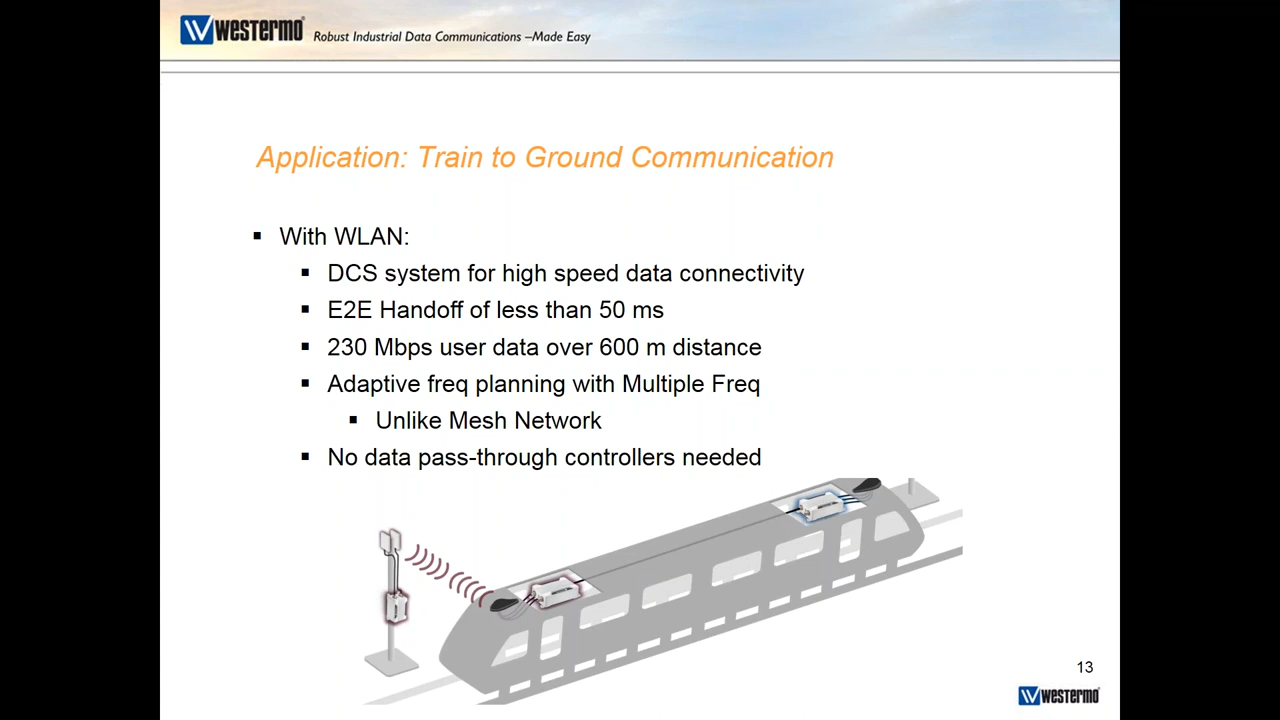 westermo Robust Industrial Data Communications –Made Easy
Application: Train to Ground Communication
With WLAN:
DCS system for high speed data connectivity
E2E Handoff of less than 50 ms
230 Mbps user data over 600 m distance
Adaptive freq planning with Multiple Freq
Unlike Mesh Network
No data pass-through controllers needed
13
westermo